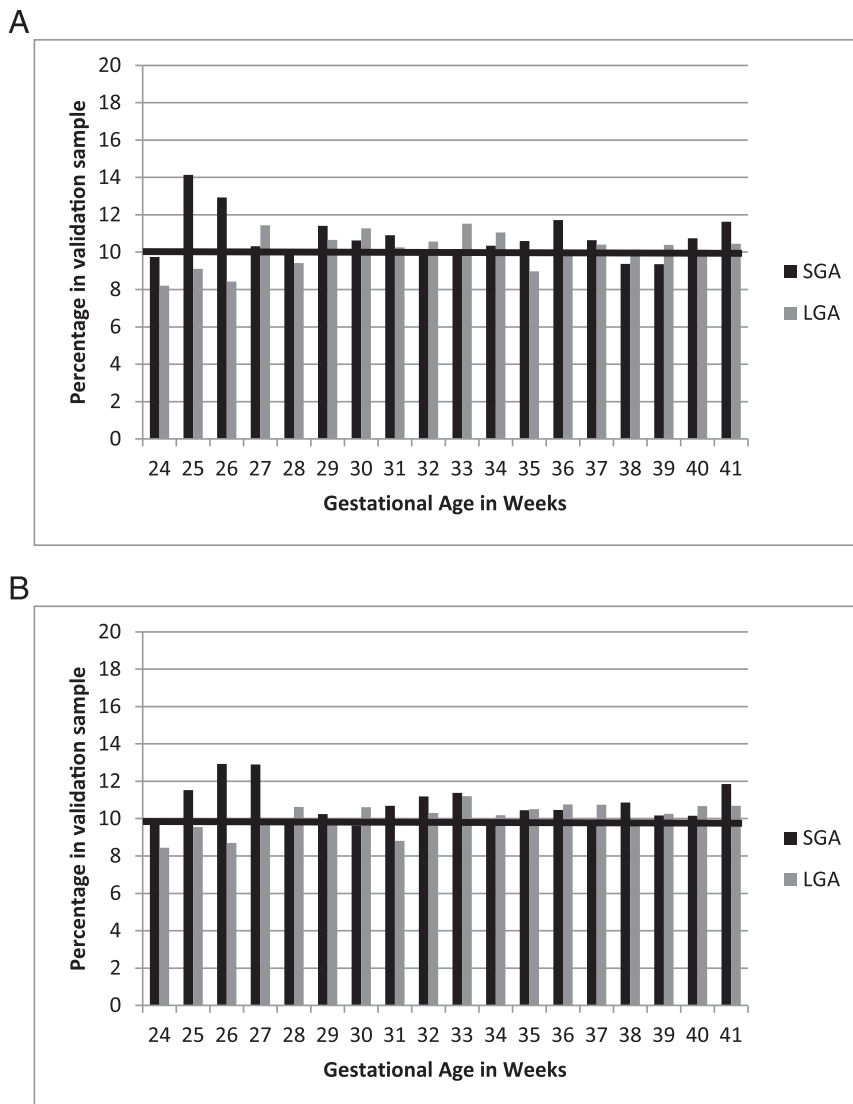 A
20
18
16
14
12
10
8
6
4
2
0
Percentage in validation sample
24 25 26 27 28 29 30 31 32 33 34 35 36 37 38 39 40 41
Gestational Age in Weeks
SGA
LGA
B
20
18
16
14
12
10
8
6
4
2
0
Percentage in validation sample
24 25 26 27 28 29 30 31 32 33 34 35 36 37 38 39 40 41
Gestational Age in Weeks
SGA
LGA